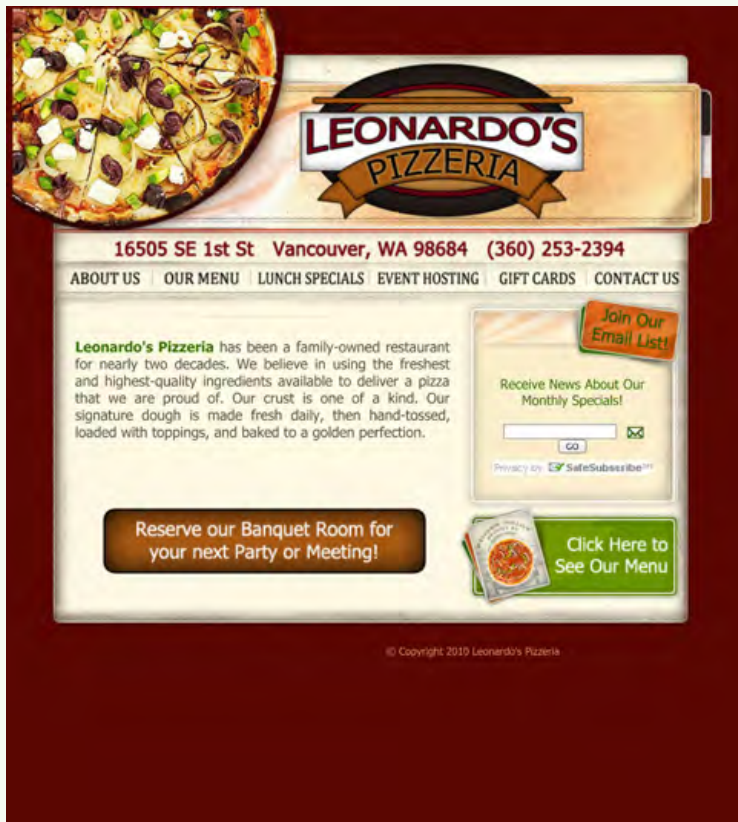 LEONARDO'S
PIZZERIA
16505 SE 1st St Vancouver, WA 98684 (360) 253-2394
ABOUT US OUR MENU LUNCH SPECIALS EVENT HOSTING GIFT CARDS CONTACT US
Join Our
Email List!
Leonardo's Pizzeria has been a family-owned restaurant
for nearly two decades. We believe in using the freshest
and highest-quality ingredients available to deliver a pizza
that we are proud of. Our crust is one of a kind. Our
signature dough is made fresh daily, then hand-tossed,
loaded with toppings, and baked to a golden perfection.
Receive News About Our
Monthly Specials!
GO
Privacy by SafeSubscribe
Reserve our Banquet Room for
your next Party or Meeting!
Click Here to
See Our Menu
© Copyright 2010 Leonardo's Pizzeria